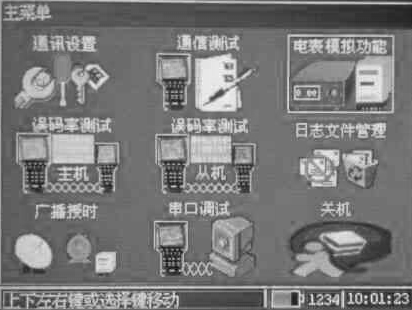 主菜单
通讯设置
通信测试
电表模拟功能
误码率测试
主机
误码率测试
从机
日志文件管理
广播授时
串口调试
关机
上下左右键或选择键移动
1234 10:01:23